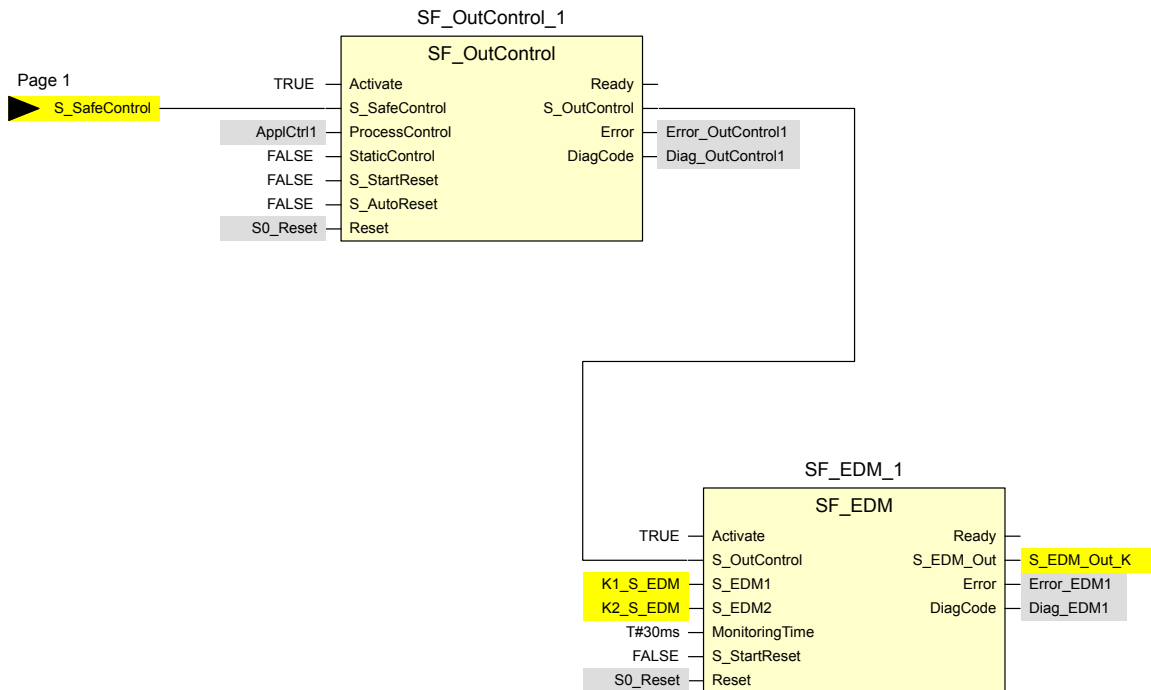 SF_OutControl_1
SF_OutControl
Page 1
TRUE Activate Ready
S_SafeControl S_SafeControl S_OutControl
ApplCtrl1 ProcessControl Error Error_OutControl1
FALSE StaticControl DiagCode Diag_OutControl1
FALSE S_StartReset
FALSE S_AutoReset
S0_Reset Reset
SF_EDM_1
SF_EDM
TRUE Activate Ready
S_OutControl S_EDM_Out S_EDM_Out_K
K1_S_EDM S_EDM1 Error Error_EDM1
K2_S_EDM S_EDM2 DiagCode Diag_EDM1
T#30ms MonitoringTime
FALSE S_StartReset
S0_Reset Reset